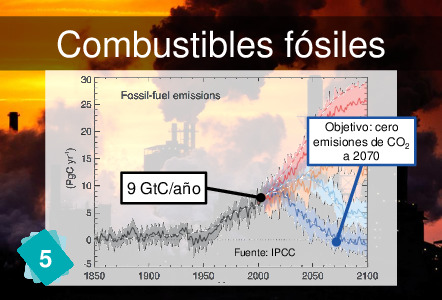 Combustibles fósiles
30
Fossil-fuel emissions
25
20
15
10
5
0
-5
(PgC yr⁻¹)
Objetivo: cero
emisiones de CO₂
a 2070
9 GtC/año
Fuente: IPCC
1850 1900 1950 2000 2050 2100
5